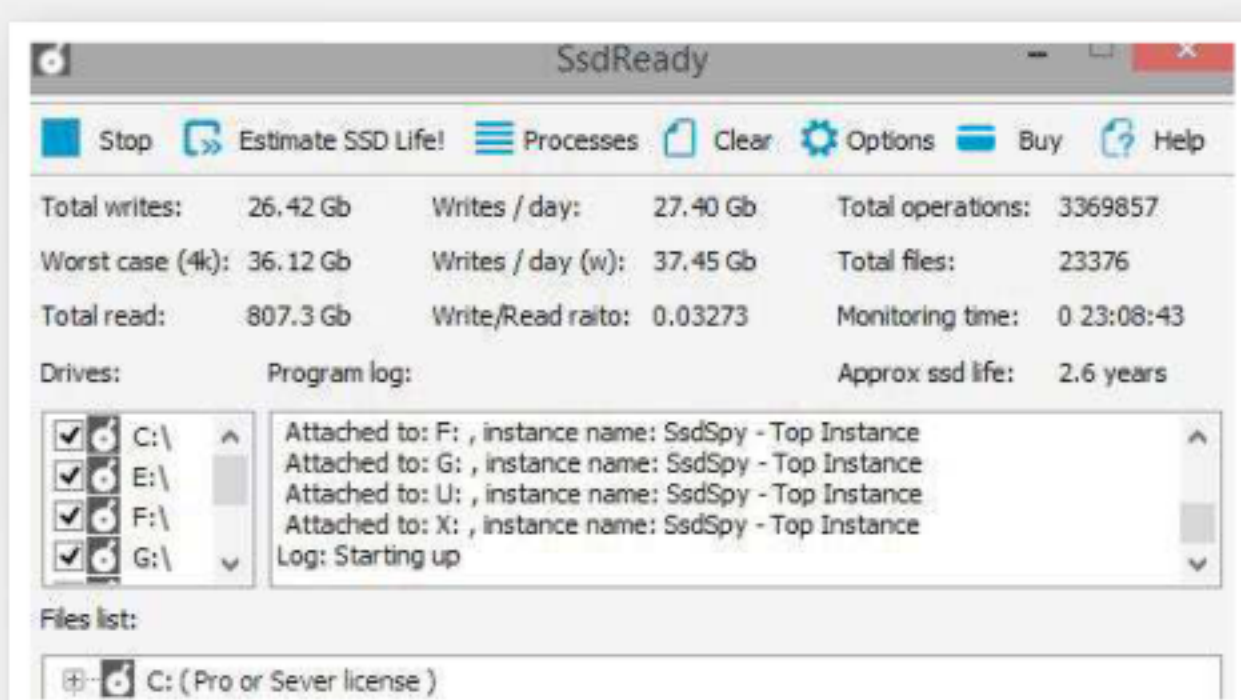 SsdReady
Stop Estimate SSD Life! Processes Clear Options Buy Help
Total writes: 26.42 Gb Writes / day: 27.40 Gb Total operations: 3369857
Worst case (4k): 36.12 Gb Writes / day (w): 37.45 Gb Total files: 23376
Total read: 807.3 Gb Write/Read raito: 0.03273 Monitoring time: 0 23:08:43
Drives: Program log: Approx ssd life: 2.6 years
C:\ Attached to: F: , instance name: SsdSpy - Top Instance
E:\ Attached to: G: , instance name: SsdSpy - Top Instance
F:\ Attached to: U: , instance name: SsdSpy - Top Instance
Attached to: X: , instance name: SsdSpy - Top Instance
G:\ Log: Starting up
Files list:
C: ( Pro or Sever license )